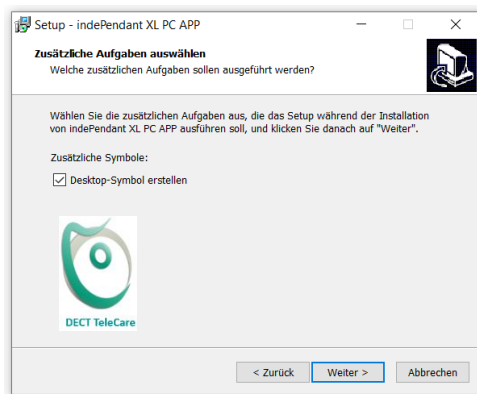 Setup - indePendant XL PC APP
Zusätzliche Aufgaben auswählen
Welche zusätzlichen Aufgaben sollen ausgeführt werden?
Wählen Sie die zusätzlichen Aufgaben aus, die das Setup während der Installation
von indePendant XL PC APP ausführen soll, und klicken Sie danach auf "Weiter".
Zusätzliche Symbole:
Desktop-Symbol erstellen
DECT TeleCare
< Zurück Weiter > Abbrechen